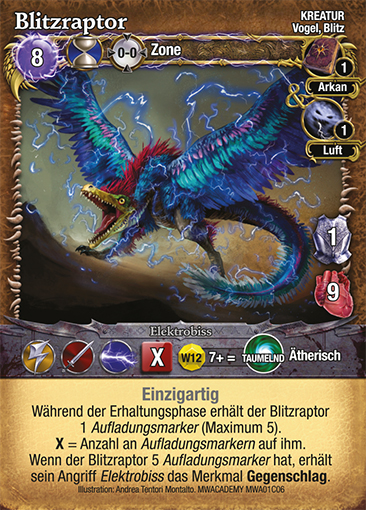 Blitzraptor
KREATUR
Vogel, Blitz
8
0-0 Zone
1
Arkan
&
1
Luft
1
9
Elektrobiss
X W12 7+ = TAUMELND Ätherisch
Einzigartig
Während der Erhaltungsphase erhält der Blitzraptor
1 Aufladungsmarker (Maximum 5).
X = Anzahl an Aufladungsmarkern auf ihm.
Wenn der Blitzraptor 5 Aufladungsmarker hat, erhält
sein Angriff Elektrobiss das Merkmal Gegenschlag.
Illustration: Andrea Tentori Montalto. MWACADEMY MWA01C06